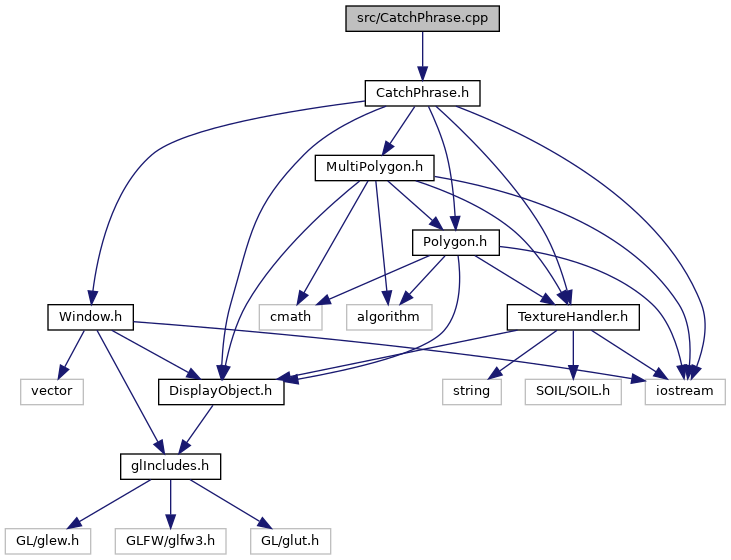 src/CatchPhrase.cpp
CatchPhrase.h
MultiPolygon.h
Polygon.h
Window.h
cmath
algorithm
TextureHandler.h
vector
DisplayObject.h
string
SOIL/SOIL.h
iostream
glIncludes.h
GL/glew.h
GLFW/glfw3.h
GL/glut.h